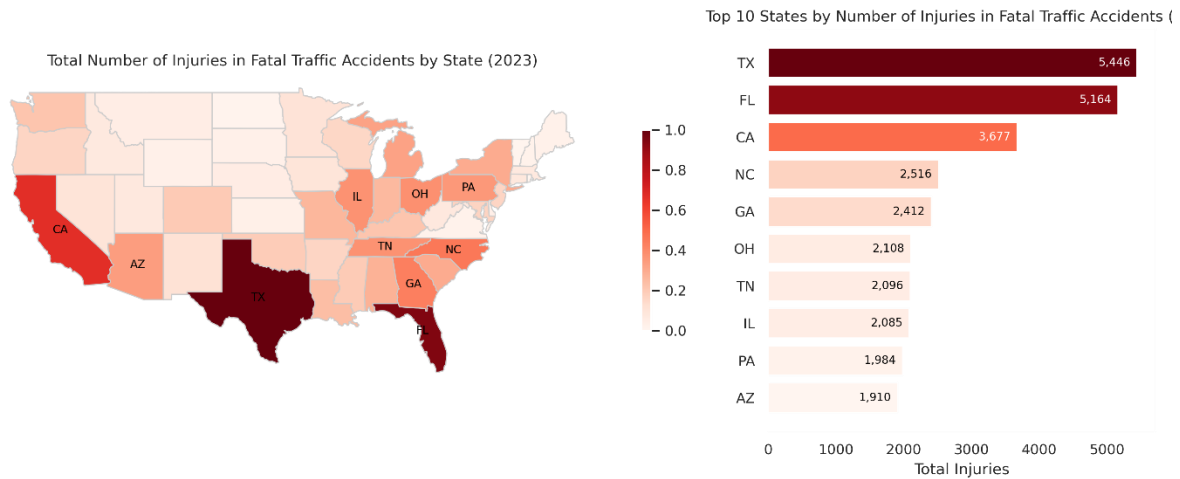 Total Number of Injuries in Fatal Traffic Accidents by State (2023)
CA
AZ
TX
IL
TN
OH
PA
NC
GA
FL
1.0
0.8
0.6
0.4
0.2
0.0
Top 10 States by Number of Injuries in Fatal Traffic Accidents (
TX 5,446
FL 5,164
CA 3,677
NC 2,516
GA 2,412
OH 2,108
TN 2,096
IL 2,085
PA 1,984
AZ 1,910
0 1000 2000 3000 4000 5000
Total Injuries